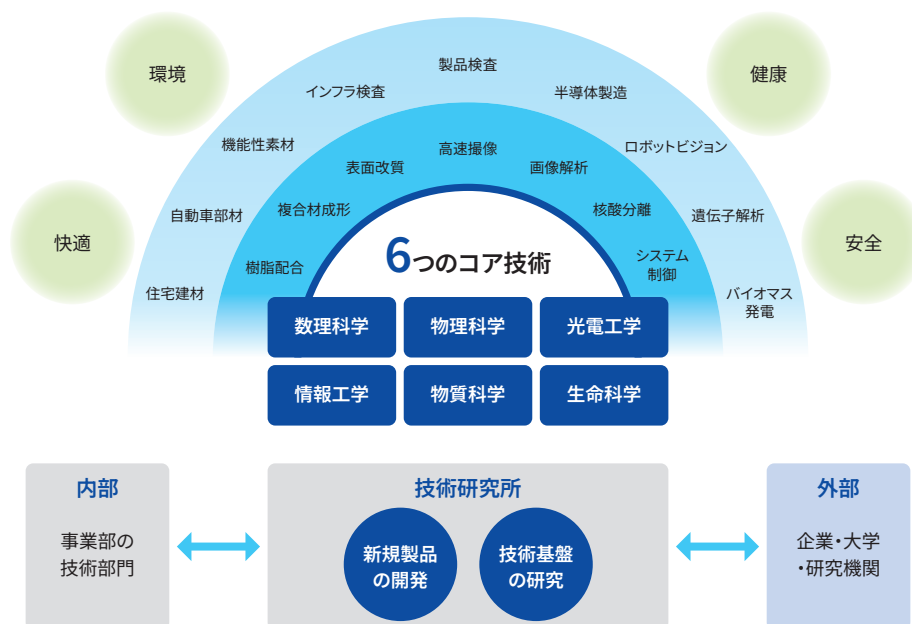 環境
健康
快適
安全
製品検査
インフラ検査
半導体製造
機能性素材
ロボットビジョン
自動車部材
遺伝子解析
住宅建材
バイオマス
発電
高速撮像
表面改質
画像解析
複合材成形
核酸分離
樹脂配合
システム
制御
6つのコア技術
数理科学
物理科学
光電工学
情報工学
物質科学
生命科学
内部
事業部の
技術部門
技術研究所
新規製品
の開発
技術基盤
の研究
外部
企業・大学
・研究機関